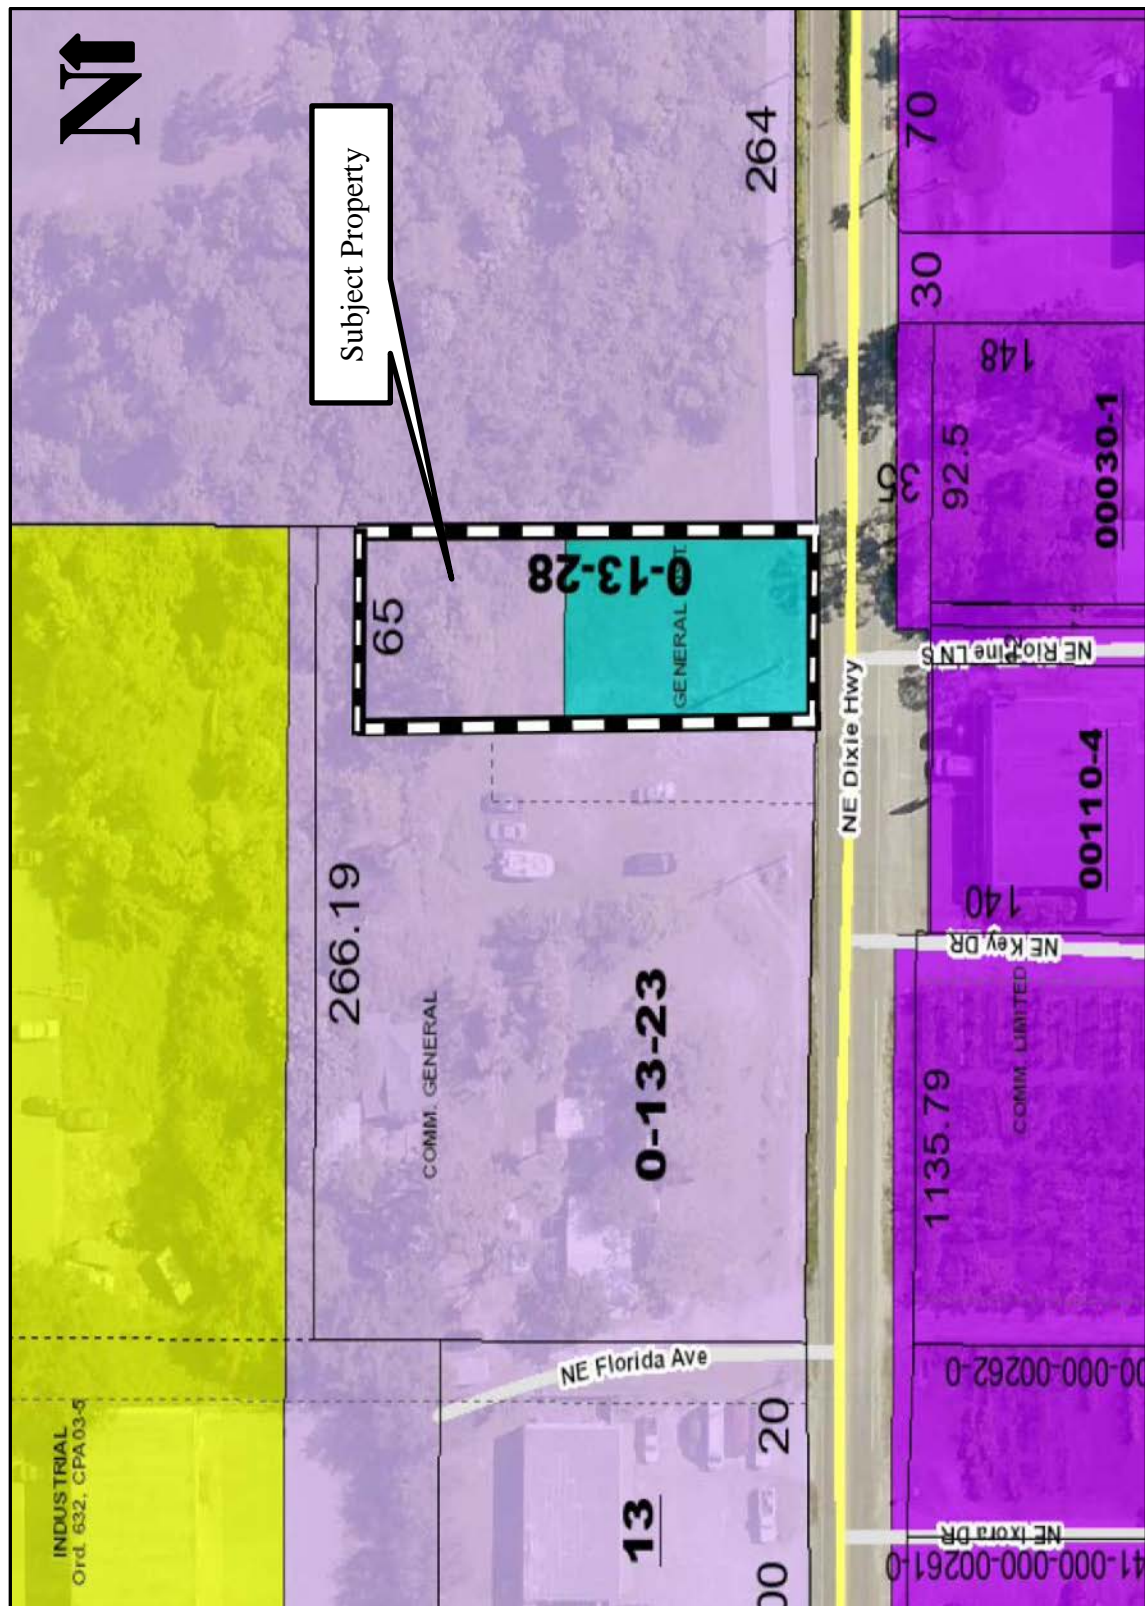 N
Subject Property
264
70
30
148
92.5
00030-1
35
65
0-13-28
GENERAL
NE Dixie Hwy
NE Rio Pine LN S
00110-4
140
NE Key DR
266.19
COMM. GENERAL
0-13-23
COMM. LIMITED
1135.79
NE Florida Ave
INDUSTRIAL
Ord. 632, CPA03-5
13
20
00
00-000-00262-0
NE Ixora DR
41-000-000-00261-0